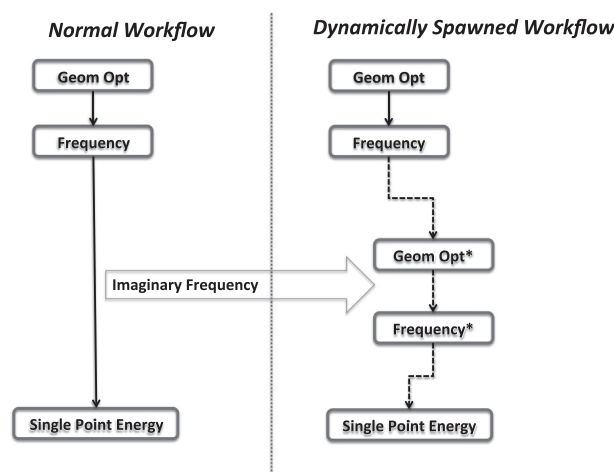 Normal Workflow
Geom Opt
Frequency
Single Point Energy
Imaginary Frequency
Dynamically Spawned Workflow
Geom Opt
Frequency
Geom Opt*
Frequency*
Single Point Energy